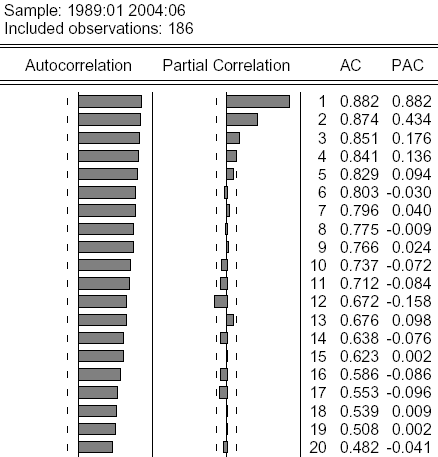 Sample: 1989:01 2004:06
Included observations: 186
Autocorrelation Partial Correlation AC PAC
1 0.882 0.882
2 0.874 0.434
3 0.851 0.176
4 0.841 0.136
5 0.829 0.094
6 0.803 -0.030
7 0.796 0.040
8 0.775 -0.009
9 0.766 0.024
10 0.737 -0.072
11 0.712 -0.084
12 0.672 -0.158
13 0.676 0.098
14 0.638 -0.076
15 0.623 0.002
16 0.586 -0.086
17 0.553 -0.096
18 0.539 0.009
19 0.508 0.002
20 0.482 -0.041